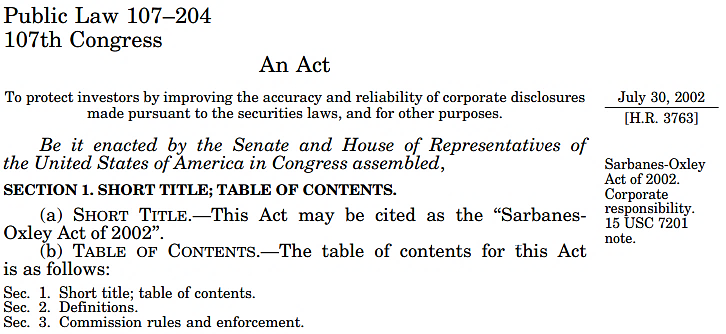 Public Law 107–204
107th Congress
An Act
To protect investors by improving the accuracy and reliability of corporate disclosures
made pursuant to the securities laws, and for other purposes.
Be it enacted by the Senate and House of Representatives of
the United States of America in Congress assembled,
SECTION 1. SHORT TITLE; TABLE OF CONTENTS.
(a) SHORT TITLE.—This Act may be cited as the “Sarbanes-
Oxley Act of 2002”.
(b) TABLE OF CONTENTS.—The table of contents for this Act
is as follows:
Sec. 1. Short title; table of contents.
Sec. 2. Definitions.
Sec. 3. Commission rules and enforcement.
July 30, 2002
[H.R. 3763]
Sarbanes-Oxley
Act of 2002.
Corporate
responsibility.
15 USC 7201
note.